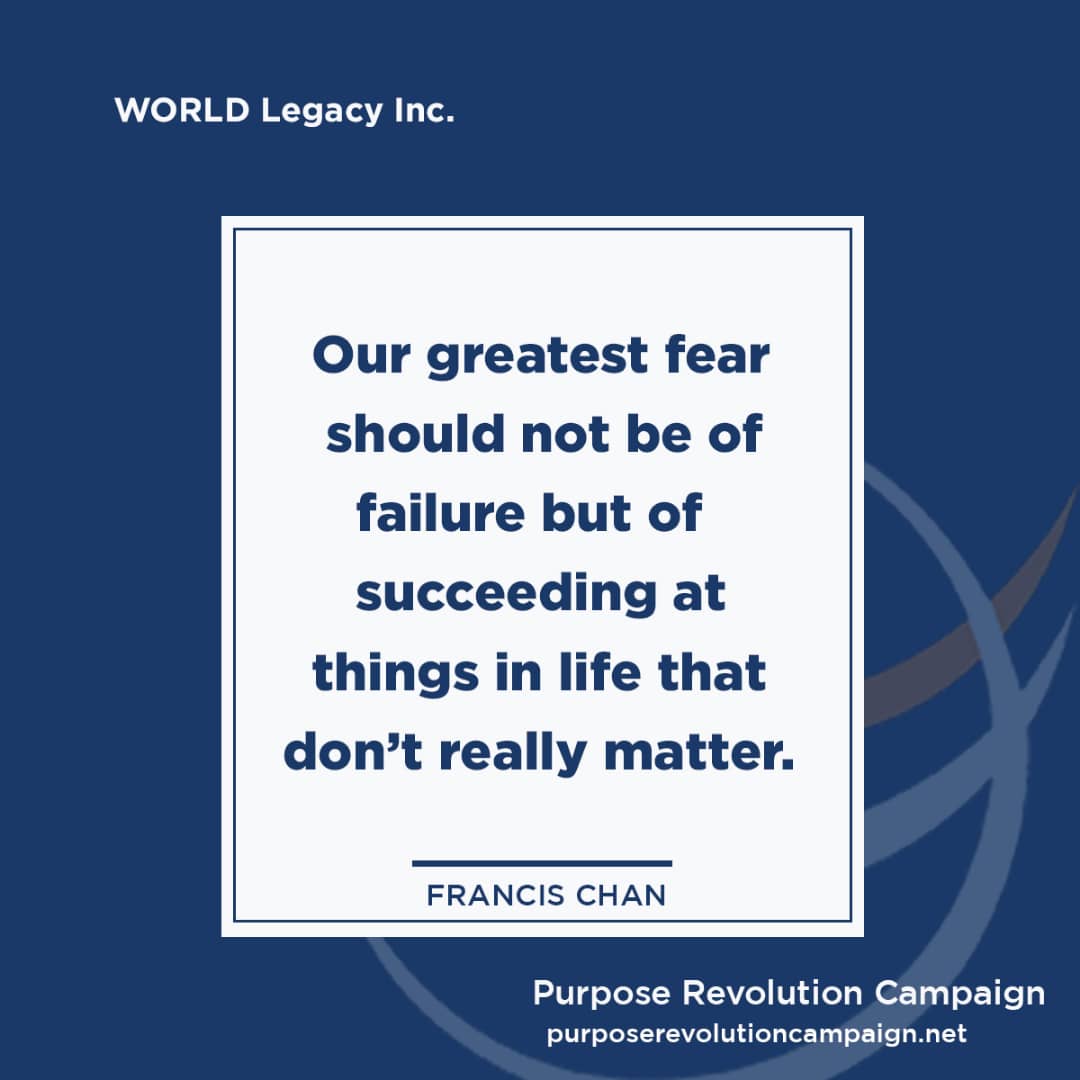 WORLD Legacy Inc.
Our greatest fear
should not be of
failure but of
succeeding at
things in life that
don’t really matter.
FRANCIS CHAN
Purpose Revolution Campaign
purposerevolutioncampaign.net